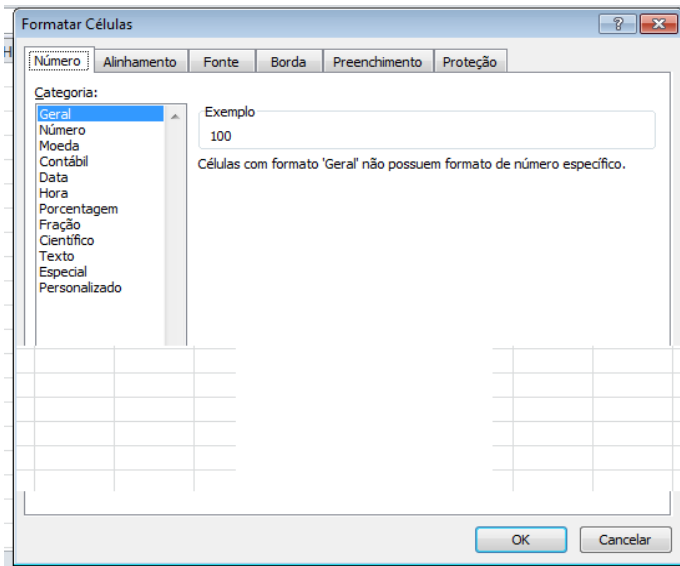 Formatar Células
H
Número Alinhamento Fonte Borda Preenchimento Proteção
Categoria:
Geral
Número
Moeda
Contábil
Data
Hora
Porcentagem
Fração
Científico
Texto
Especial
Personalizado
Exemplo
100
Células com formato 'Geral' não possuem formato de número específico.
OK Cancelar